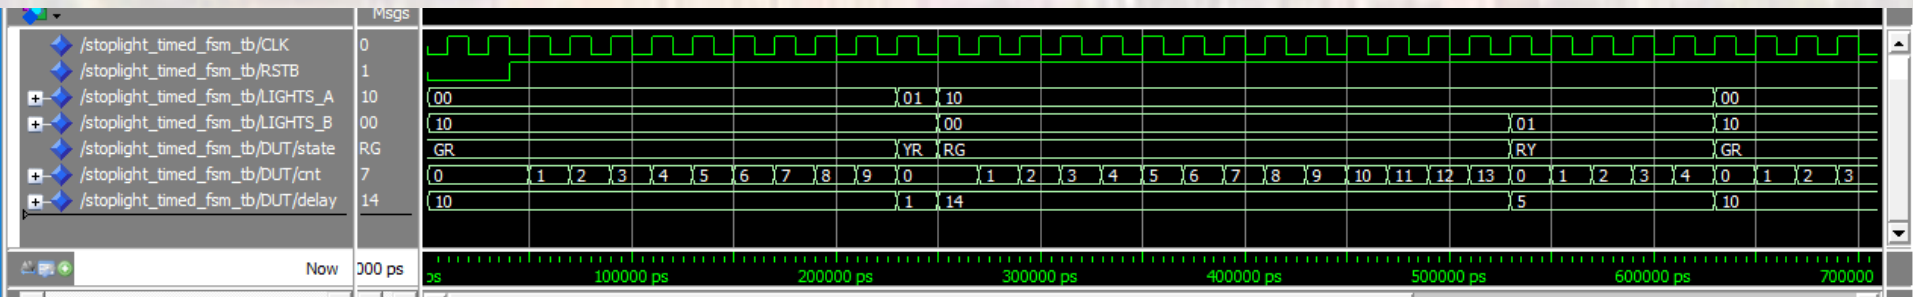 Msgs
/stoplight_timed_fsm_tb/CLK 0
/stoplight_timed_fsm_tb/RSTB 1
/stoplight_timed_fsm_tb/LIGHTS_A 10 00 01 10 00
/stoplight_timed_fsm_tb/LIGHTS_B 00 10 00 01 10
/stoplight_timed_fsm_tb/DUT/state RG GR YR RG RY GR
/stoplight_timed_fsm_tb/DUT/cnt 7 0 1 2 3 4 5 6 7 8 9 0 1 2 3 4 5 6 7 8 9 10 11 12 13 0 1 2 3 4 0 1 2 3
/stoplight_timed_fsm_tb/DUT/delay 14 10 1 14 5 10
Now 000 ps ps 100000 ps 200000 ps 300000 ps 400000 ps 500000 ps 600000 ps 700000